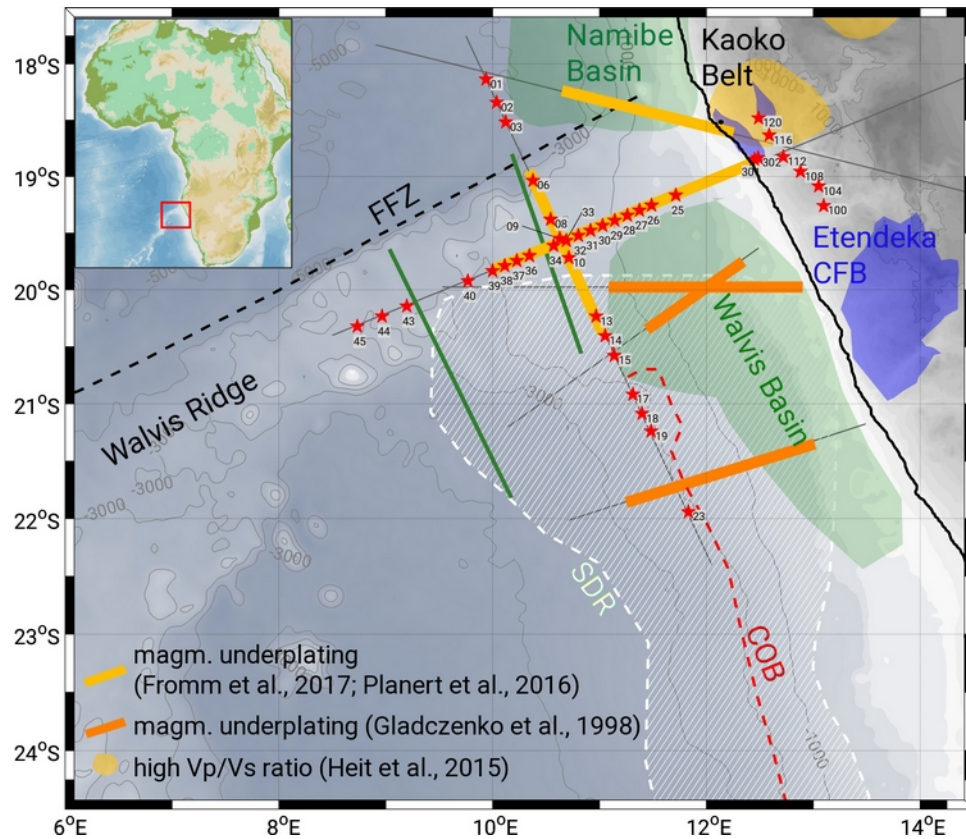 18°S
19°S
20°S
21°S
22°S
23°S
24°S
6°E
8°E
10°E
12°E
14°E
Namibe
Basin
Kaoko
Belt
Etendeka
CFB
Walvis Basin
FFZ
Walvis Ridge
SDR
COB
-5000
-5000
-3000
-1000
-3000
-3000
-3000
-3000
-1000
01
02
03
06
08
09
33
34
32
31
30
29
28
27
26
25
10
36
37
38
39
40
43
44
45
13
14
15
17
18
19
23
30
302
120
116
112
108
104
100
magm. underplating
(Fromm et al., 2017; Planert et al., 2016)
magm. underplating (Gladczenko et al., 1998)
high Vp/Vs ratio (Heit et al., 2015)